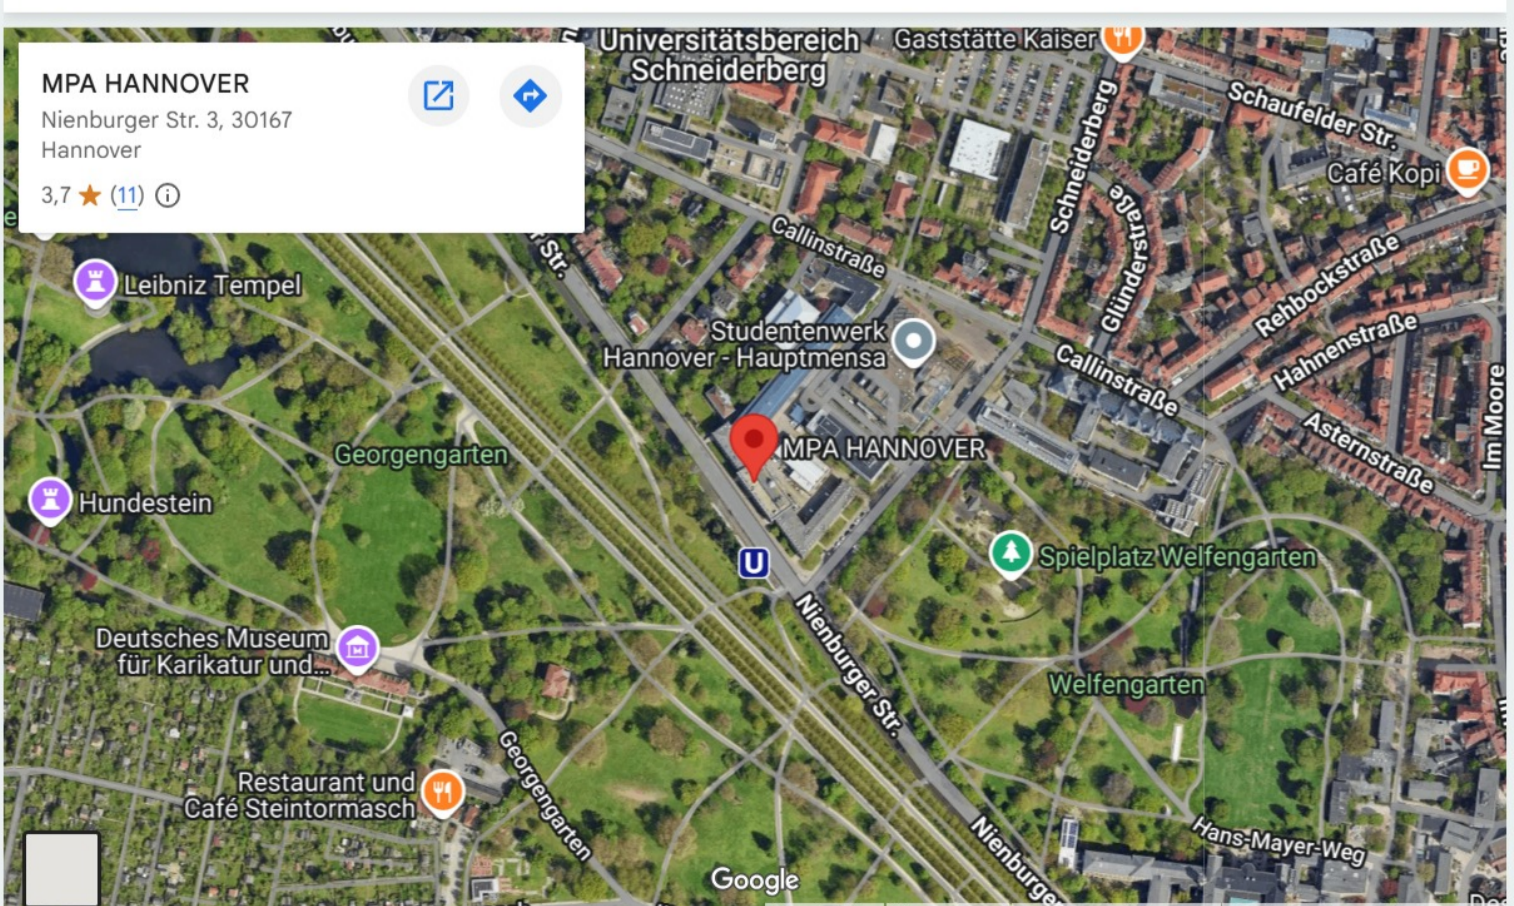 MPA HANNOVER
Nienburger Str. 3, 30167
Hannover
3,7 ★ (11)
Universitätsbereich
Schneiderberg
Gaststätte Kaiser
Schaufelder Str.
Café Kopi
Schneiderberg
Glünderstraße
Callinstraße
Rehbockstraße
Hahnenstraße
Leibniz Tempel
r Str.
Studentenwerk
Hannover - Hauptmensa
Callinstraße
Im Moore
Asternstraße
Georgengarten
MPA HANNOVER
Hundestein
U
Spielplatz Welfengarten
Deutsches Museum
für Karikatur und...
Nienburger Str.
Welfengarten
Georgengarten
Restaurant und
Café Steintormasch
Hans-Mayer-Weg
Nienburger
Google